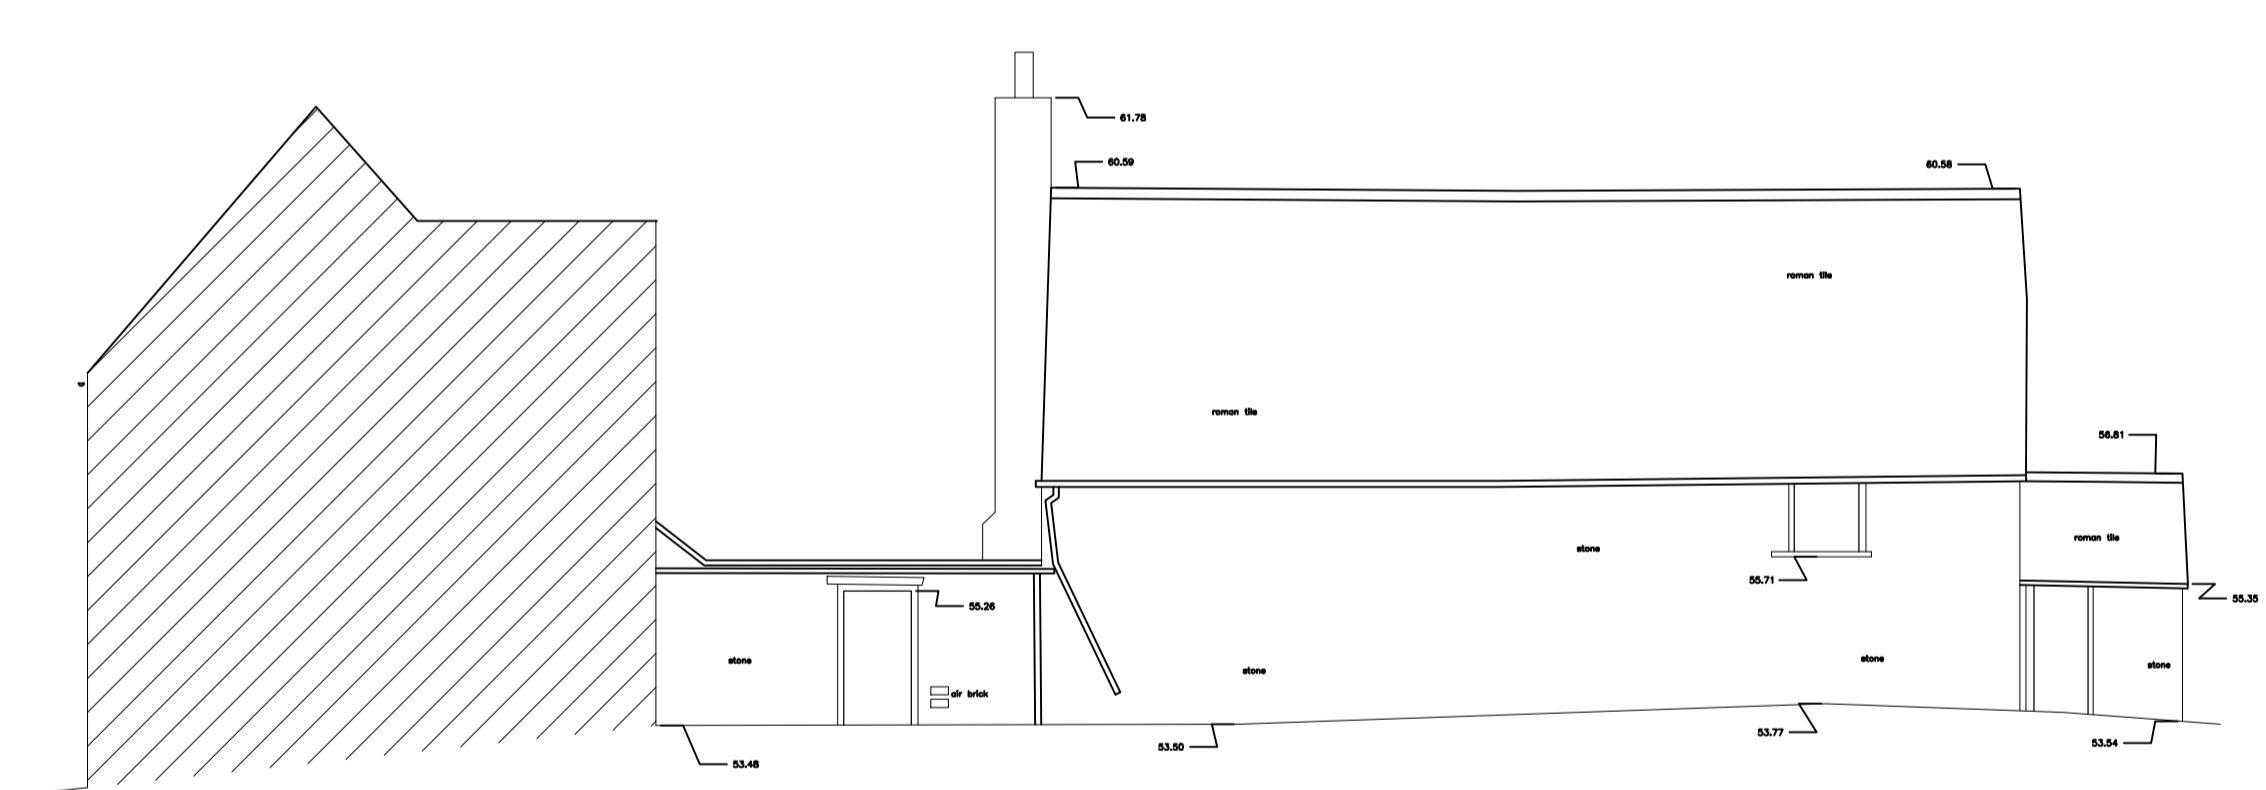 61.78
60.59
60.58
roman tile
roman tile
56.81
roman tile
stone
55.71
55.35
55.26
stone
stone
stone
stone
air brick
53.50
53.77
53.54
53.48